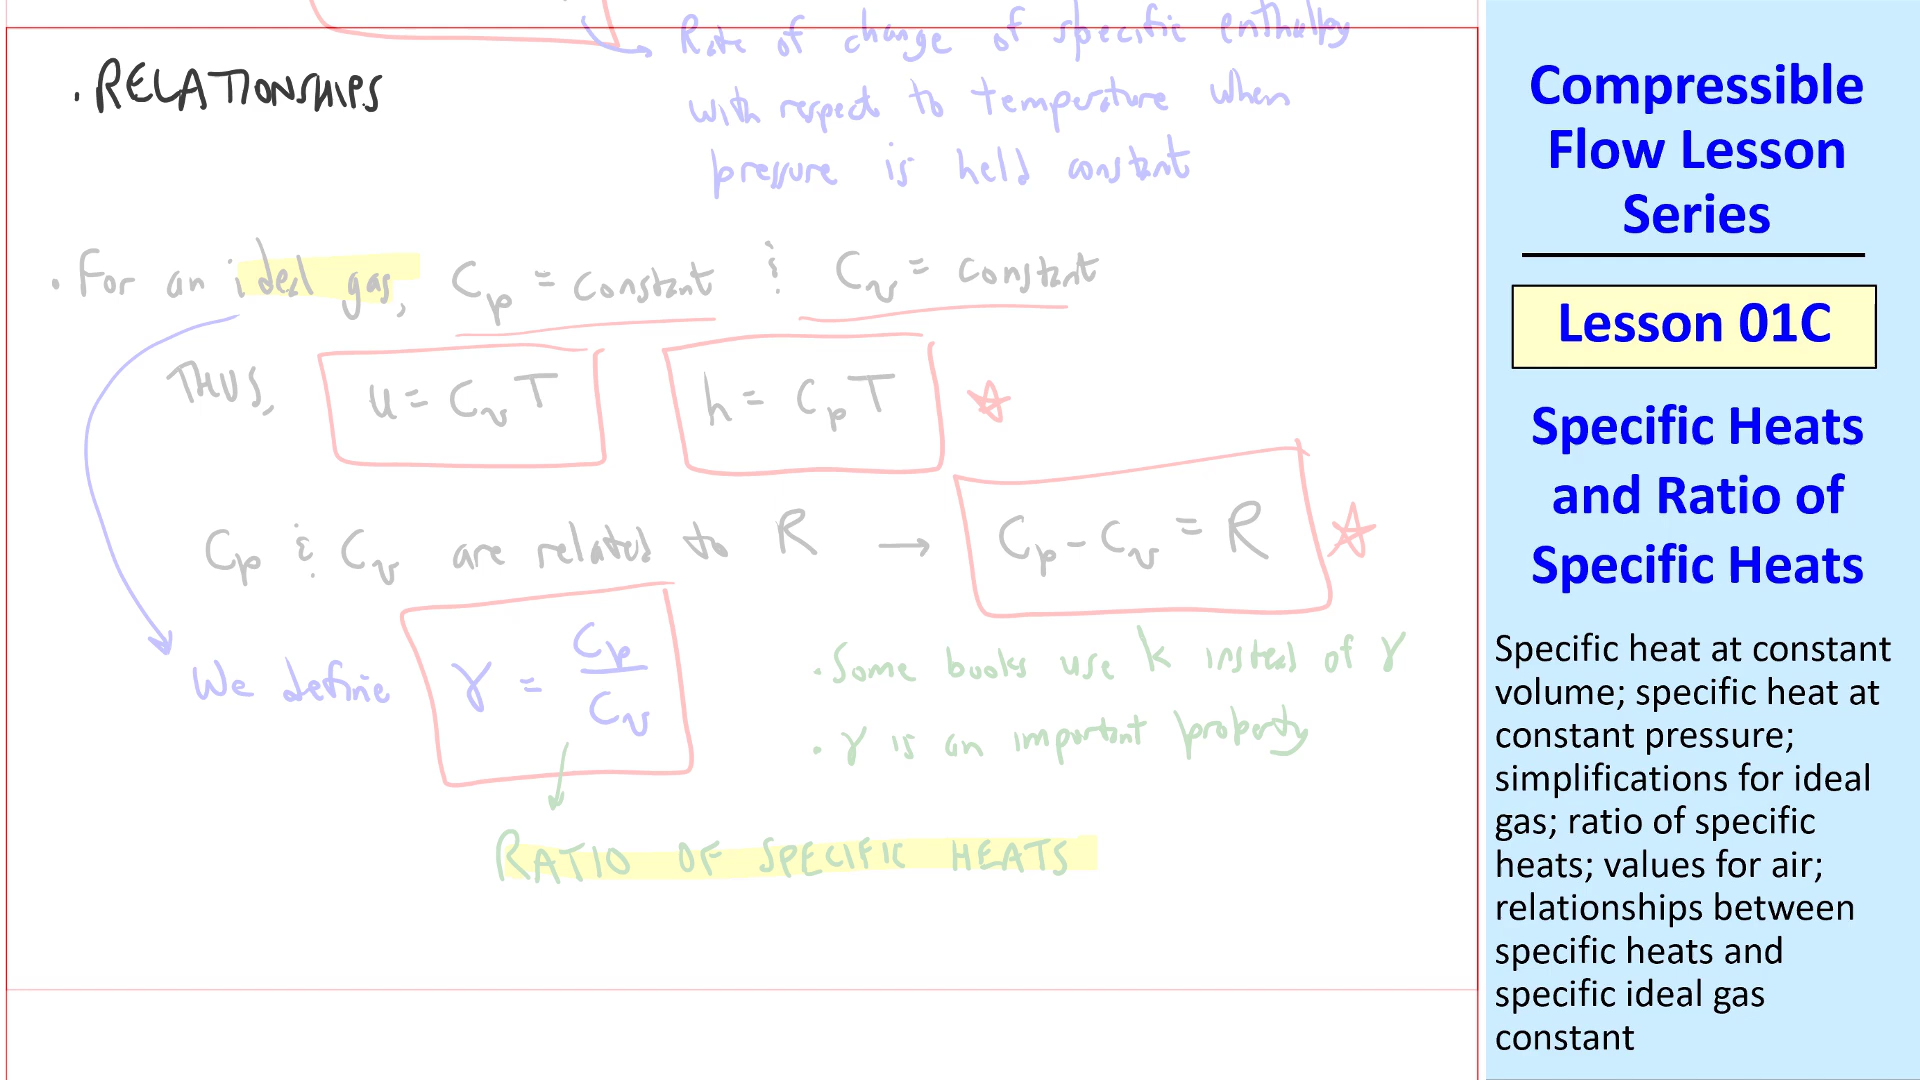 Rate of change of specific enthalpy
with respect to temperature when
pressure is held constant
• RELATIONSHIPS
• For an ideal gas, Cp = constant & Cv = constant
THUS, u = Cv T h = Cp T
Cp & Cv are related to R → Cp - Cv = R
We define γ = Cp/Cv
• Some books use k instead of γ
• γ is an important property
RATIO OF SPECIFIC HEATS
Compressible
Flow Lesson
Series
Lesson 01C
Specific Heats
and Ratio of
Specific Heats
Specific heat at constant
volume; specific heat at
constant pressure;
simplifications for ideal
gas; ratio of specific
heats; values for air;
relationships between
specific heats and
specific ideal gas
constant